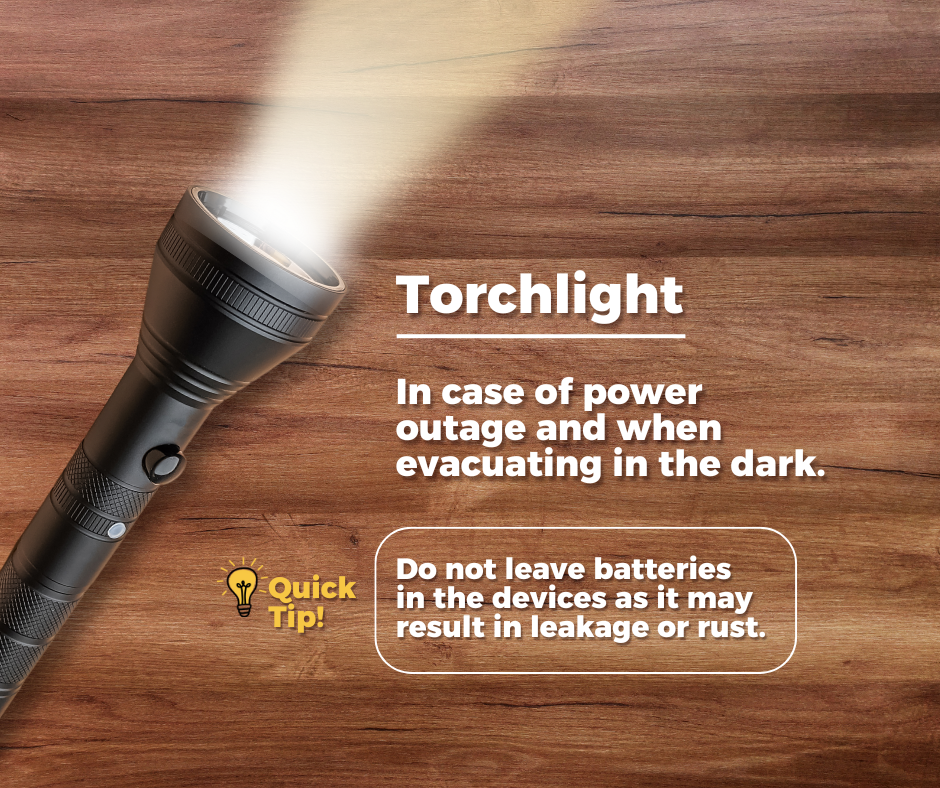 Torchlight
In case of power
outage and when
evacuating in the dark.
Quick
Tip!
Do not leave batteries
in the devices as it may
result in leakage or rust.